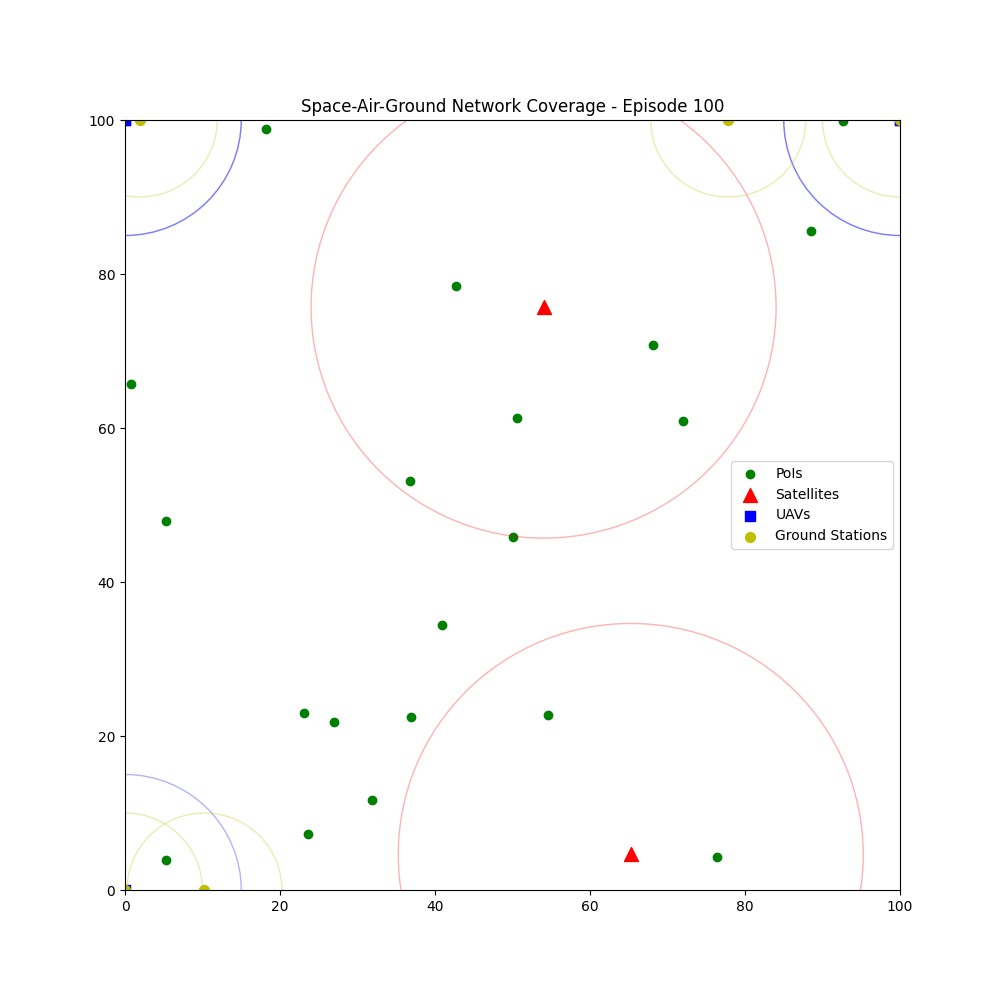 Space-Air-Ground Network Coverage - Episode 100
100
80
60
40
20
0
0 20 40 60 80 100
PoIs
Satellites
UAVs
Ground Stations